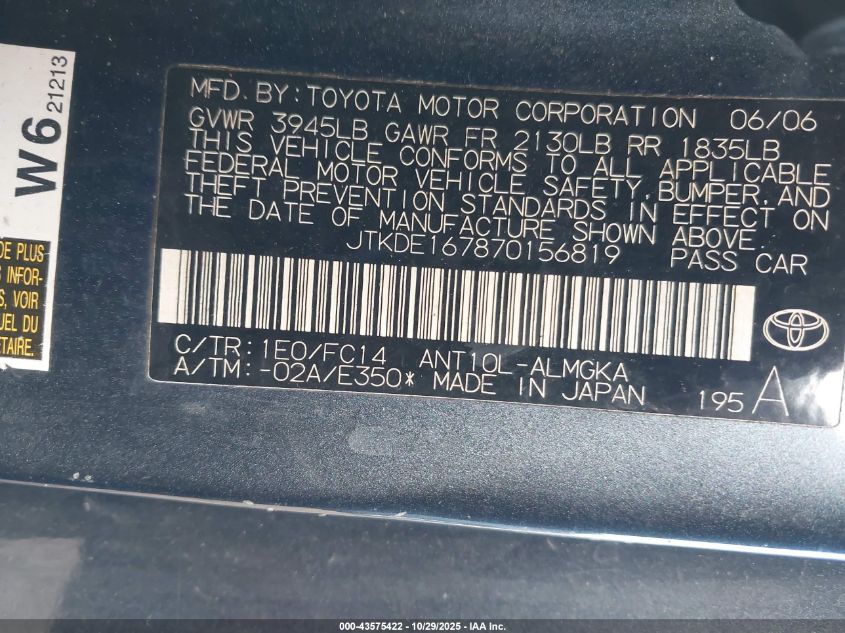 W6
21213
DE PLUS
S INFOR-
S, VOIR
UEL DU
ÉTAIRE.
MFD. BY: TOYOTA MOTOR CORPORATION 06/06
GVWR 3945LB GAWR FR 2130LB RR 1835LB
THIS VEHICLE CONFORMS TO ALL APPLICABLE
FEDERAL MOTOR VEHICLE SAFETY, BUMPER, AND
THEFT PREVENTION STANDARDS IN EFFECT ON
THE DATE OF MANUFACTURE SHOWN ABOVE.
JTKDE167870156819 PASS CAR
C/TR: 1E0/FC14 ANT10L-ALMGKA
A/TM: -02A/E350* MADE IN JAPAN
195 A
000-43575422 - 10/29/2025 - IAA Inc.